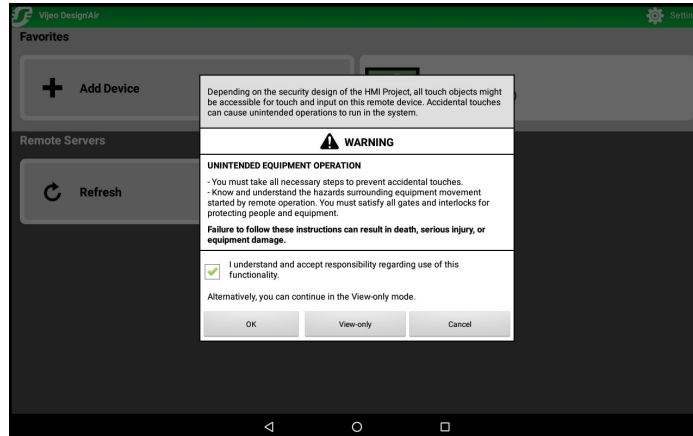 Vijeo Design'Air
Settin
Favorites
Add Device
Remote Servers
Refresh
Depending on the security design of the HMI Project, all touch objects might
be accessible for touch and input on this remote device. Accidental touches
can cause unintended operations to run in the system.
WARNING
UNINTENDED EQUIPMENT OPERATION
- You must take all necessary steps to prevent accidental touches.
- Know and understand the hazards surrounding equipment movement
started by remote operation. You must satisfy all gates and interlocks for
protecting people and equipment.
Failure to follow these instructions can result in death, serious injury, or
equipment damage.
I understand and accept responsibility regarding use of this
functionality.
Alternatively, you can continue in the View-only mode.
OK
View-only
Cancel